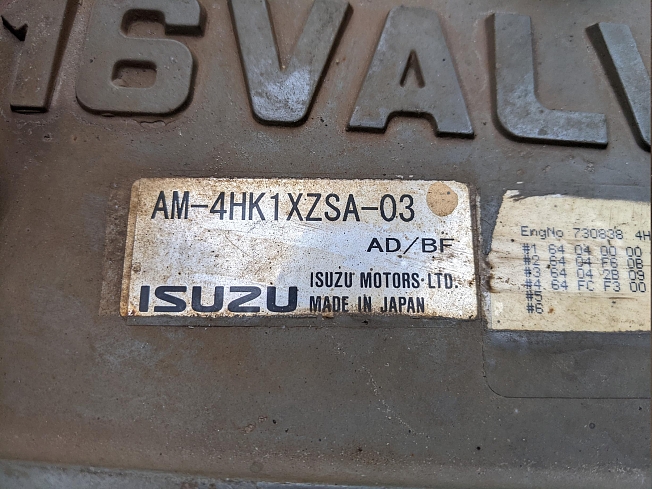 16VALV
AM-4HK1XZSA-03
AD/BF
ISUZU
ISUZU MOTORS LTD.
MADE IN JAPAN
EngNo 730838 4H
#1 64 04 00 00
#2 64 04 F6 0B
#3 64 04 2B 09
#4 64 FC F3 00
#5
#6